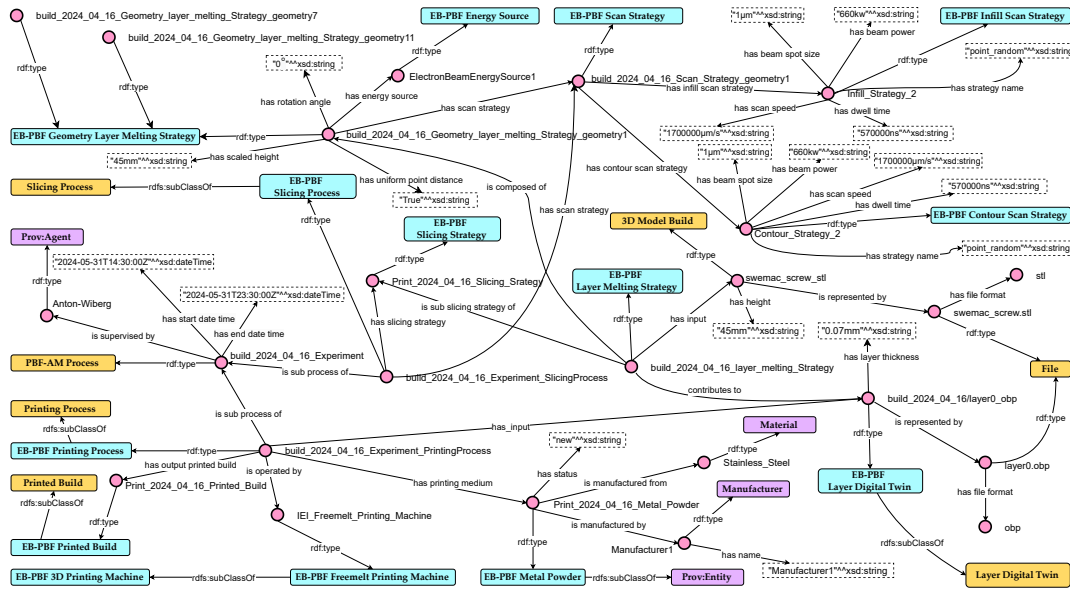 build_2024_04_16_Geometry_layer_melting_Strategy_geometry7
EB-PBF Energy Source
EB-PBF Scan Strategy
"1µm"^^xsd:string
"660kw"^^xsd:string
EB-PBF Infill Scan Strategy
build_2024_04_16_Geometry_layer_melting_Strategy_geometry11
has beam power
rdf:type
rdf:type
has beam spot size
rdf:type
"point_random"^^xsd:string
"0°"^^xsd:string
rdf:type
rdf:type
ElectronBeamEnergySource1
build_2024_04_16_Scan_Strategy_geometry1
has infill scan strategy
Infill_Strategy_2
has strategy name
has rotation angle
has energy source
has scan strategy
has scan speed
has dwell time
EB-PBF Geometry Layer Melting Strategy
rdf:type
build_2024_04_16_Geometry_layer_melting_Strategy_geometry1
"1700000µm/s"^^xsd:string
"570000ns"^^xsd:string
"45mm"^^xsd:string
has scaled height
"1µm"^^xsd:string
"660kw"^^xsd:string
"1700000µm/s"^^xsd:string
has contour scan strategy
has beam power
has beam spot size
Slicing Process
rdfs:subClassOf
EB-PBF
Slicing Process
has uniform point distance
is composed of
"570000ns"^^xsd:string
has scan speed
"True"^^xsd:string
has dwell time
has scan strategy
3D Model Build
rdf:type
EB-PBF Contour Scan Strategy
rdf:type
EB-PBF
Slicing Strategy
Contour_Strategy_2
Prov:Agent
"point_random"^^xsd:string
has strategy name
"2024-05-31T14:30:00Z"^^xsd:dateTime
rdf:type
rdf:type
rdf:type
Print_2024_04_16_Slicing_Srategy
EB-PBF
Layer Melting Strategy
swemac_screw_stl
stl
"2024-05-31T23:30:00Z"^^xsd:dateTime
is represented by
has file format
Anton-Wiberg
has height
is sub slicing strategy of
swemac_screw.stl
has start date time
has slicing strategy
rdf:type
has input
"45mm"^^xsd:string
"0.07mm"^^xsd:string
is supervised by
has end date time
rdf:type
build_2024_04_16_Experiment
has layer thickness
PBF-AM Process
rdf:type
is sub process of
build_2024_04_16_Experiment_SlicingProcess
build_2024_04_16_layer_melting_Strategy
File
contributes to
build_2024_04_16/layer0_obp
Printing Process
is sub process of
rdf:type
rdfs:subClassOf
has_input
is represented by
Material
rdf:type
"new"^^xsd:string
EB-PBF Printing Process
rdf:type
build_2024_04_16_Experiment_PrintingProcess
rdf:type
has output printed build
Stainless_Steel
layer0.obp
is operated by
has status
EB-PBF
Layer Digital Twin
Printed Build
Print_2024_04_16_Printed_Build
has printing medium
is manufactured from
Manufacturer
rdfs:subClassOf
has file format
Print_2024_04_16_Metal_Powder
IEI_Freemelt_Printing_Machine
rdf:type
rdf:type
is manufactured by
obp
EB-PBF Printed Build
rdf:type
rdf:type
Manufacturer1
rdfs:subClassOf
has name
EB-PBF 3D Printing Machine
rdfs:subClassOf
EB-PBF Freemelt Printing Machine
EB-PBF Metal Powder
rdfs:subClassOf
Prov:Entity
"Manufacturer1"^^xsd:string
Layer Digital Twin